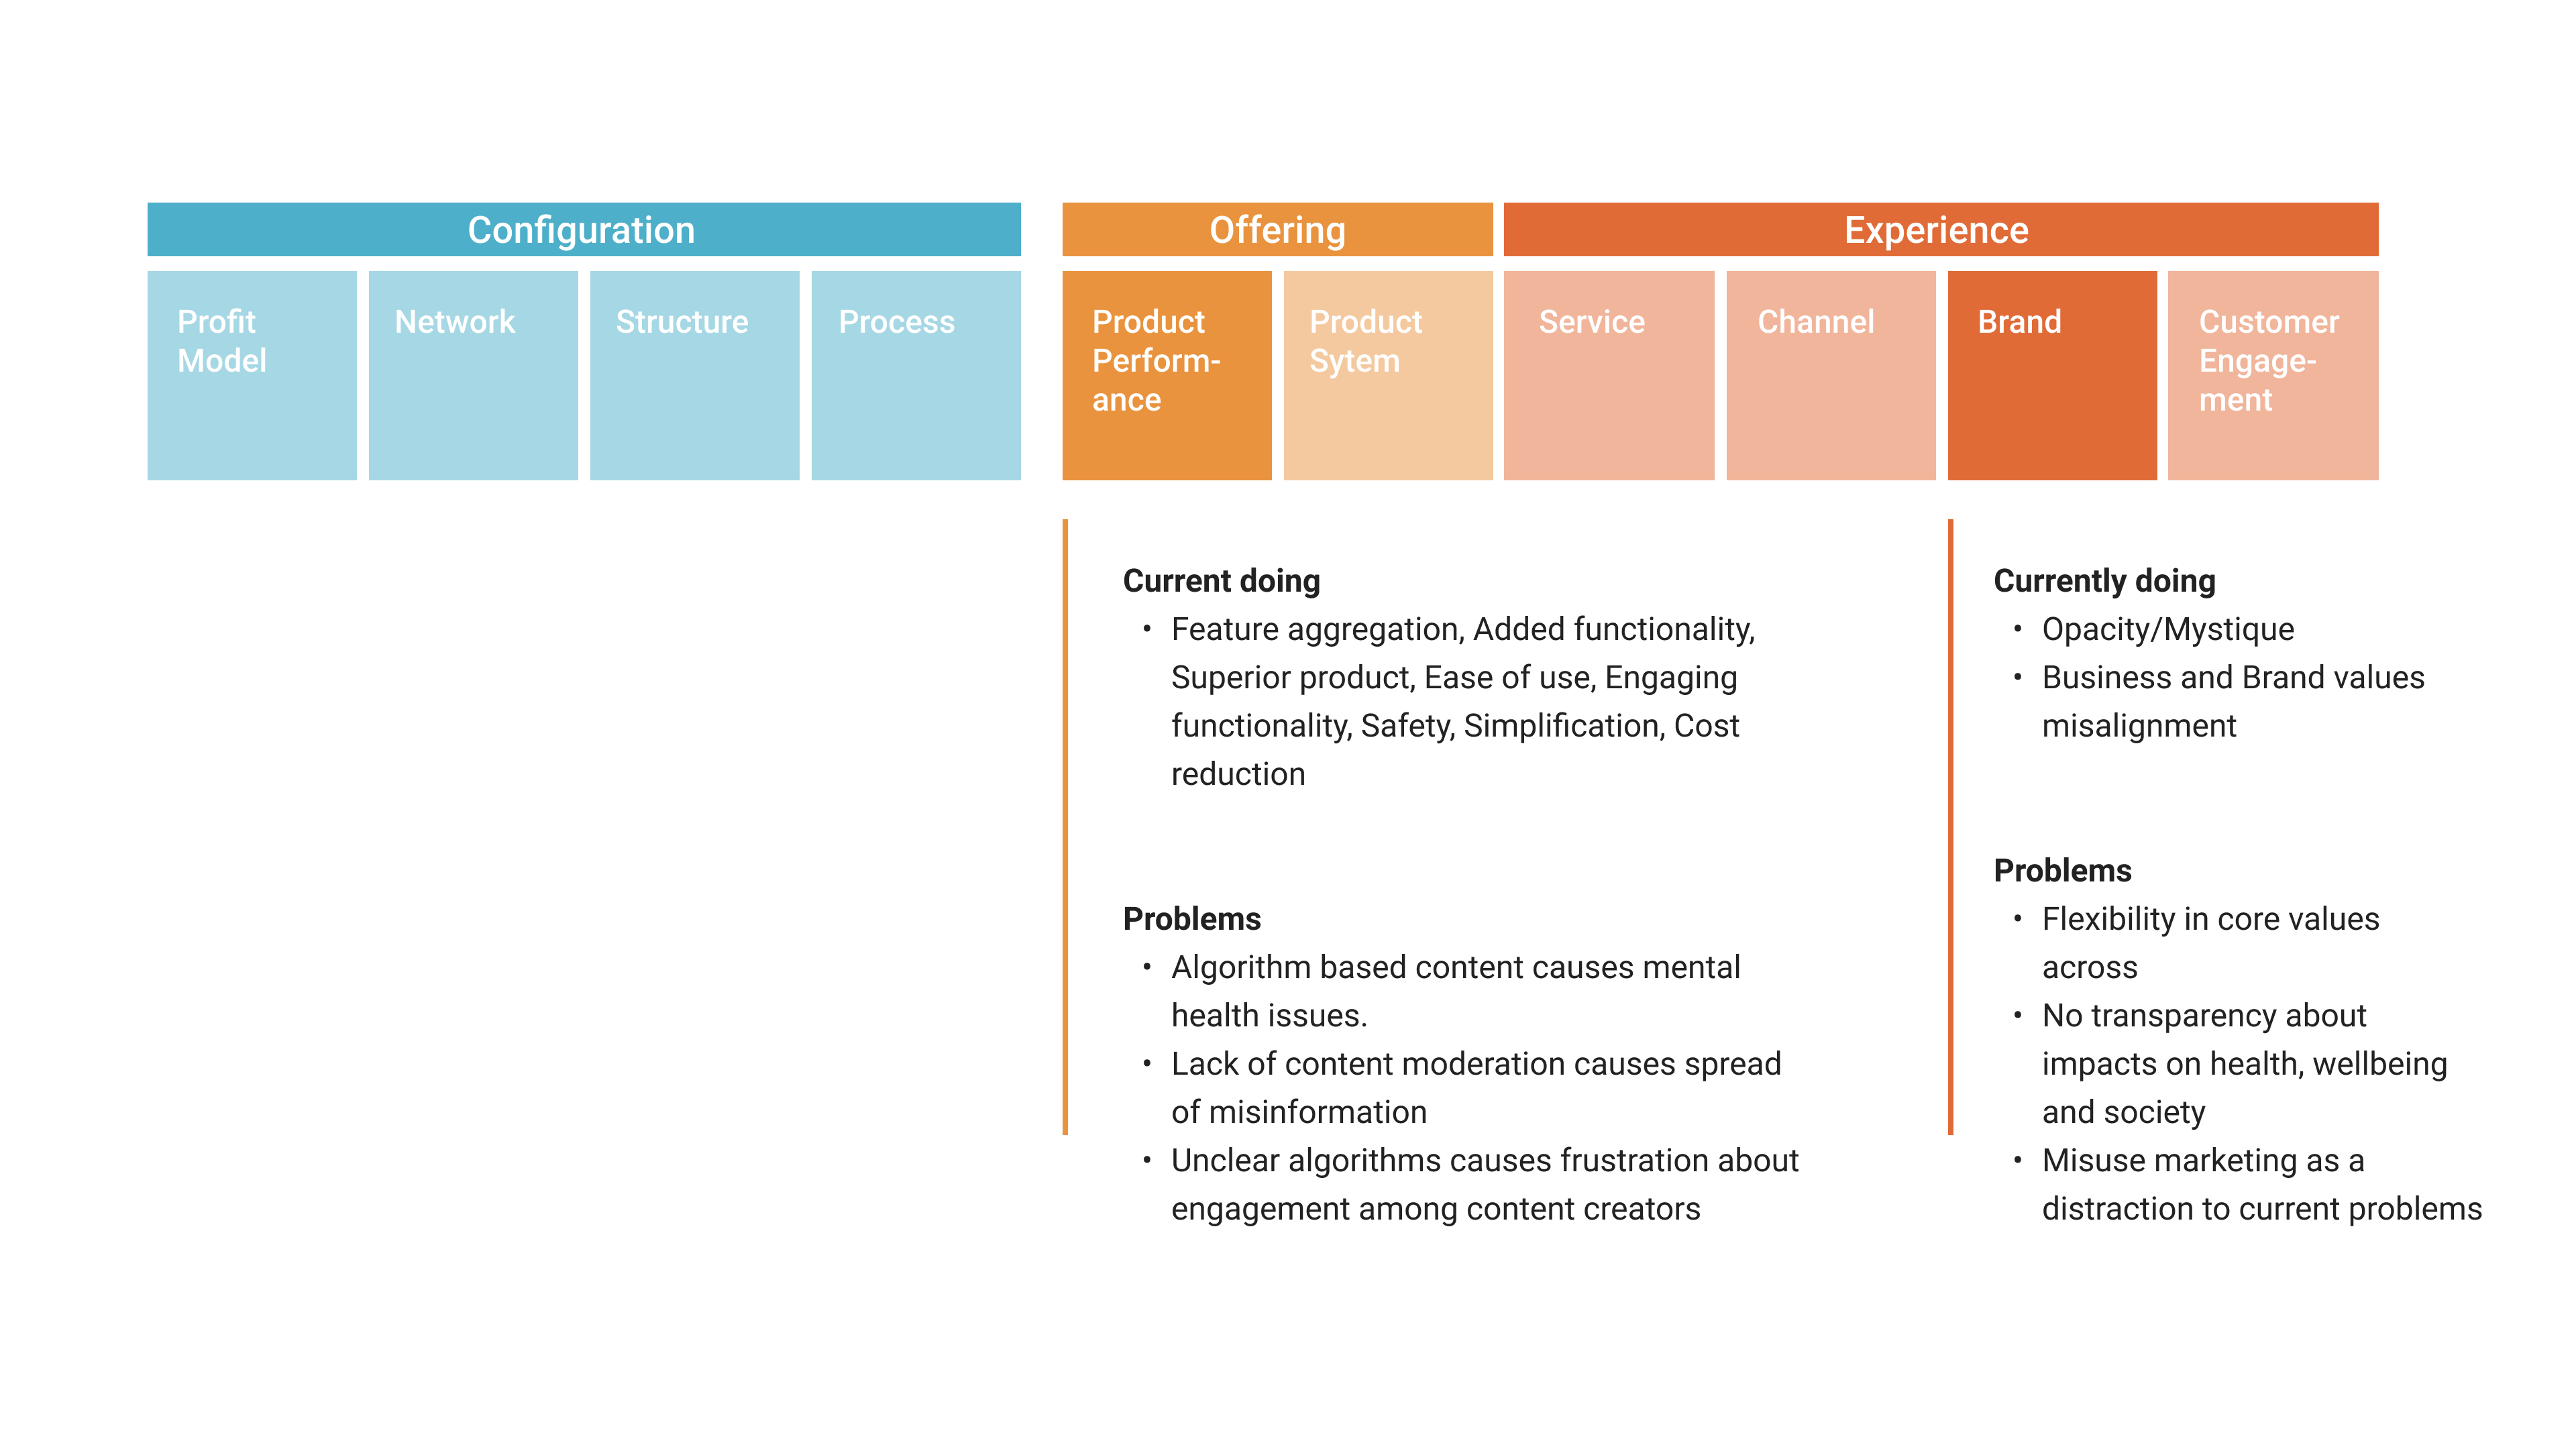 Configuration
Offering
Experience
Profit
Model
Network
Structure
Process
Product
Perform-
ance
Product
Sytem
Service
Channel
Brand
Customer
Engage-
ment
Current doing
• Feature aggregation, Added functionality,
Superior product, Ease of use, Engaging
functionality, Safety, Simplification, Cost
reduction
Problems
• Algorithm based content causes mental
health issues.
• Lack of content moderation causes spread
of misinformation
• Unclear algorithms causes frustration about
engagement among content creators
Currently doing
• Opacity/Mystique
• Business and Brand values
misalignment
Problems
• Flexibility in core values
across
• No transparency about
impacts on health, wellbeing
and society
• Misuse marketing as a
distraction to current problems